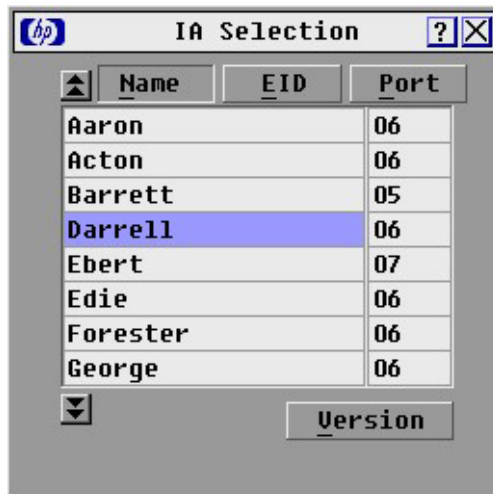 hp IA Selection ? X
Name EID Port
Aaron 06
Acton 06
Barrett 05
Darrell 06
Ebert 07
Edie 06
Forester 06
George 06
Version